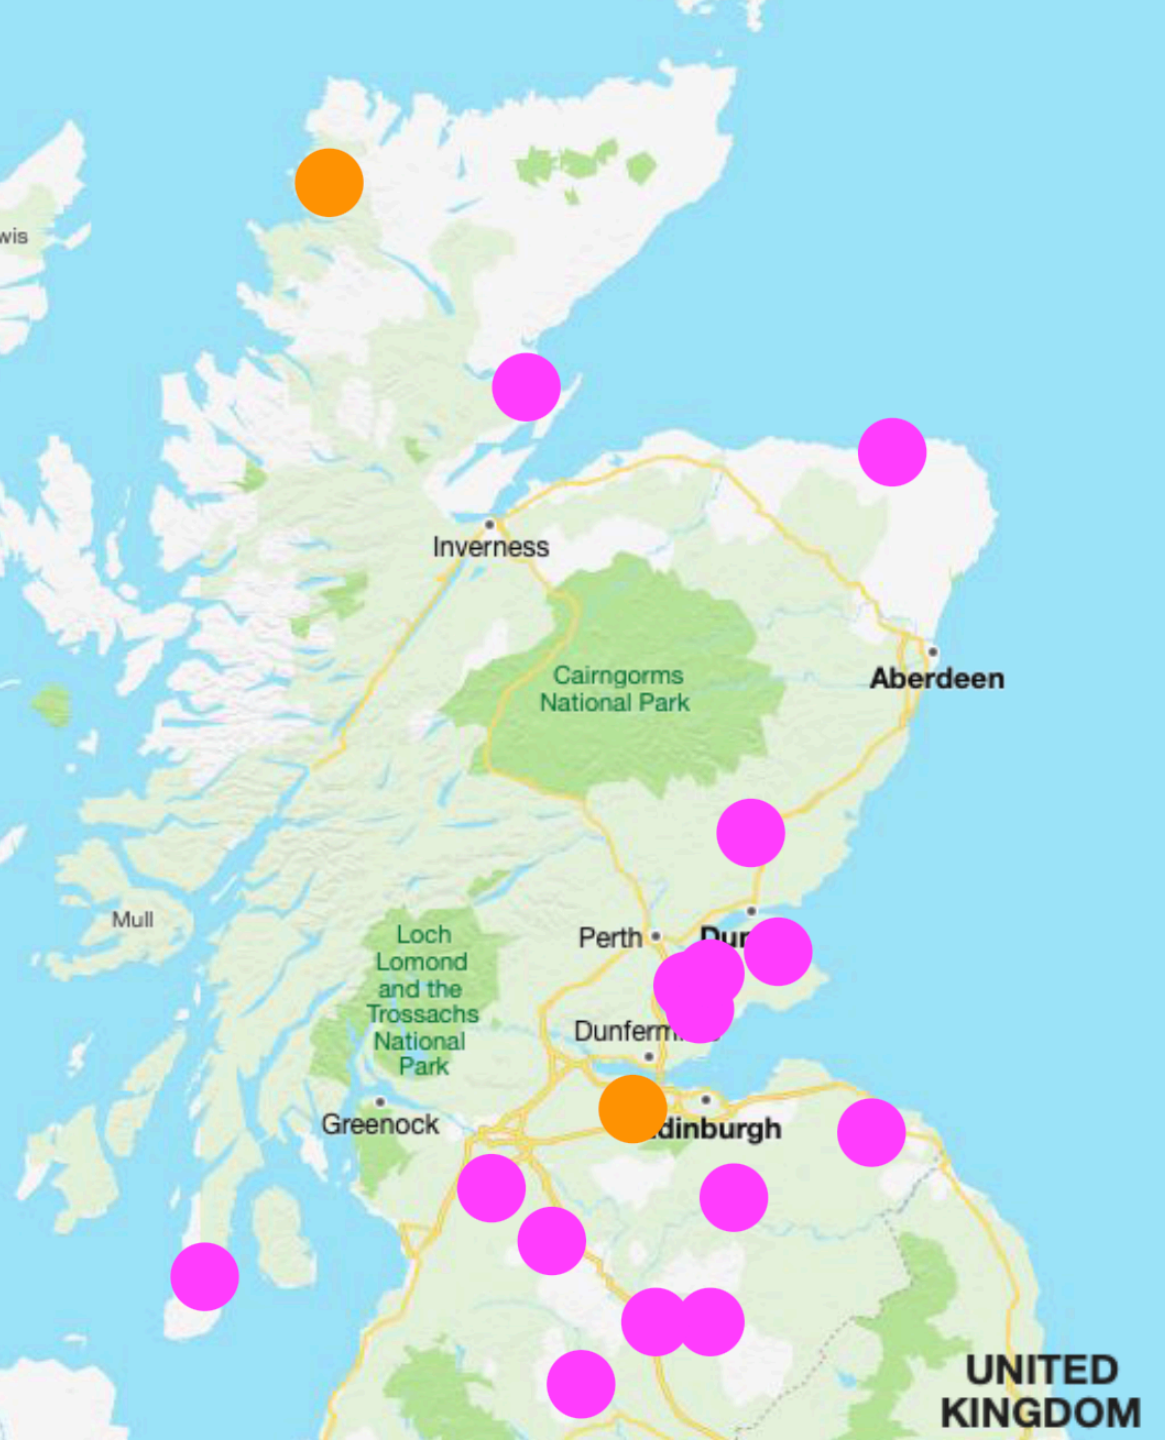 wis
Inverness
Cairngorms
National Park
Aberdeen
Mull
Perth
Loch
Lomond
and the
Trossachs
National
Park
Greenock
UNITED
KINGDOM